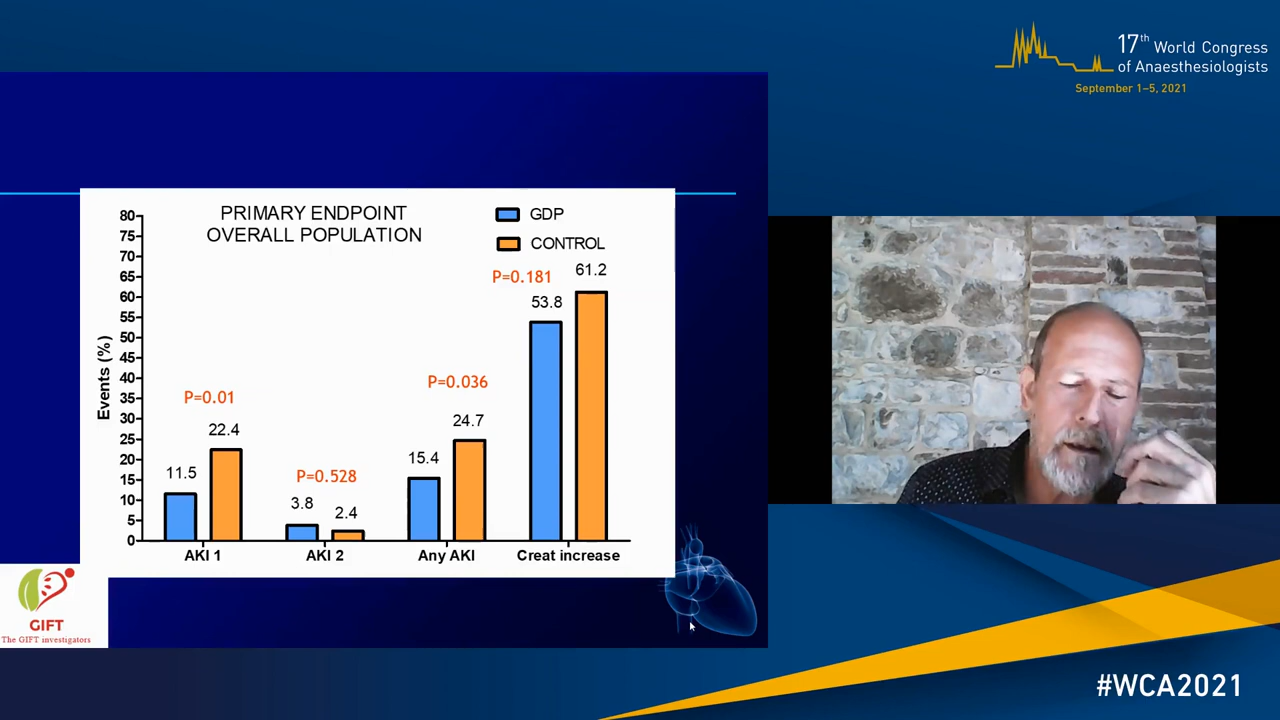 17th World Congress
of Anaesthesiologists
September 1–5, 2021
PRIMARY ENDPOINT
OVERALL POPULATION
GDP
CONTROL
Events (%)
80
75
70
65
60
55
50
45
40
35
30
25
20
15
10
5
0
P=0.01
11.5
22.4
P=0.528
3.8
2.4
P=0.036
15.4
24.7
P=0.181
53.8
61.2
AKI 1
AKI 2
Any AKI
Creat increase
GIFT
The GIFT investigators
#WCA2021